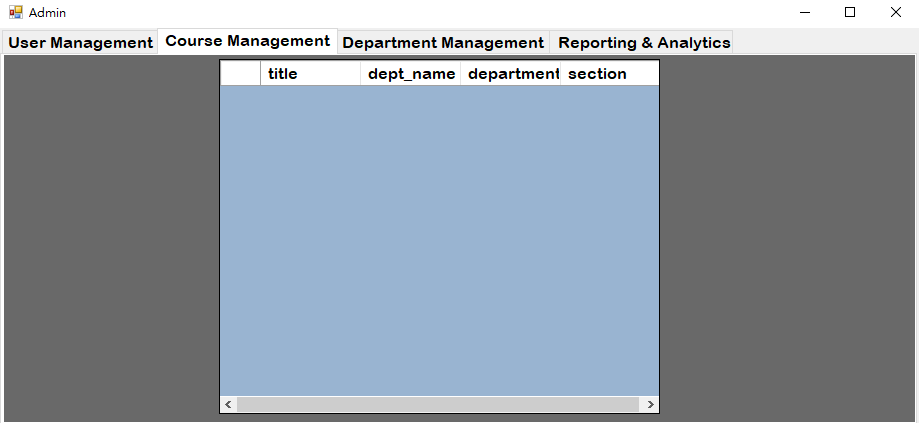 Admin
User Management Course Management Department Management Reporting & Analytics
title dept_name department section